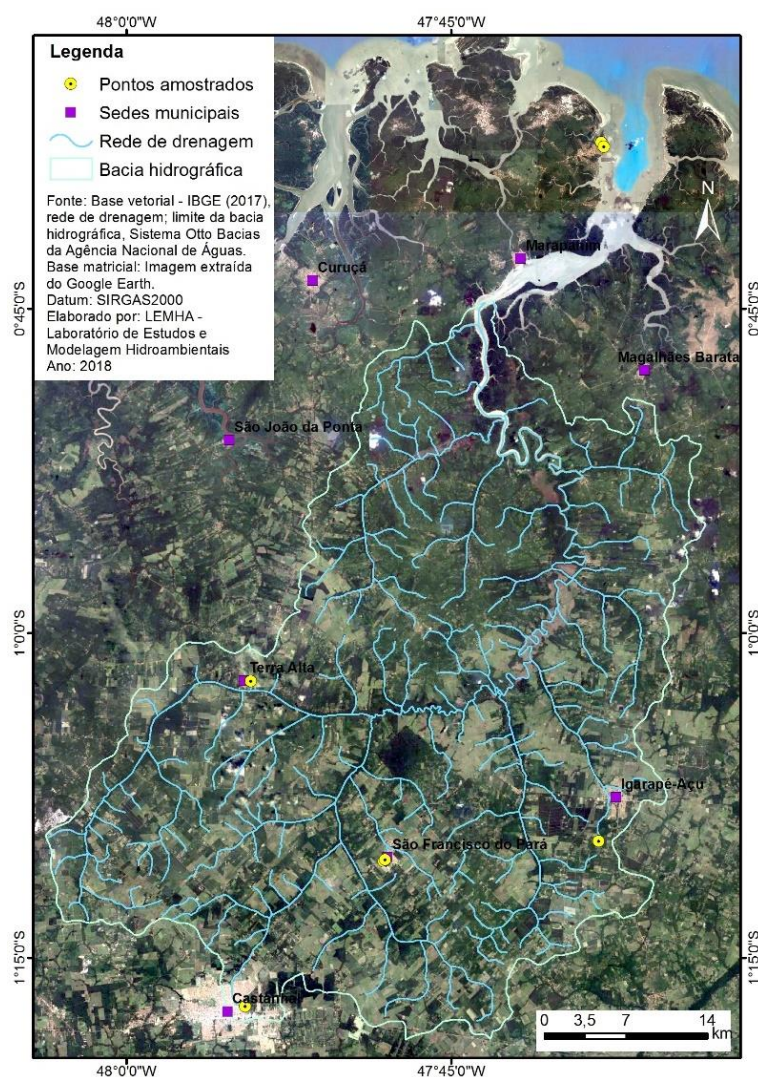 48°0'0"W 47°45'0"W
Legenda
Pontos amostrados
Sedes municipais
Rede de drenagem
Bacia hidrográfica
Fonte: Base vetorial - IBGE (2017),
rede de drenagem; limite da bacia
hidrográfica, Sistema Otto Bacias
da Agência Nacional de Águas.
Base matricial: Imagem extraída
do Google Earth.
Datum: SIRGAS2000
Elaborado por: LEMHA -
Laboratório de Estudos e
Modelagem Hidroambientais
Ano: 2018
N
Marapanim
Curuçá
0°45'0"S 0°45'0"S
Magalhães Barata
São João da Ponta
1°0'0"S 1°0'0"S
Terra Alta
Igarapé-Açu
São Francisco do Pará
1°15'0"S 1°15'0"S
Castanhal
0 3,5 7 14
km
48°0'0"W 47°45'0"W